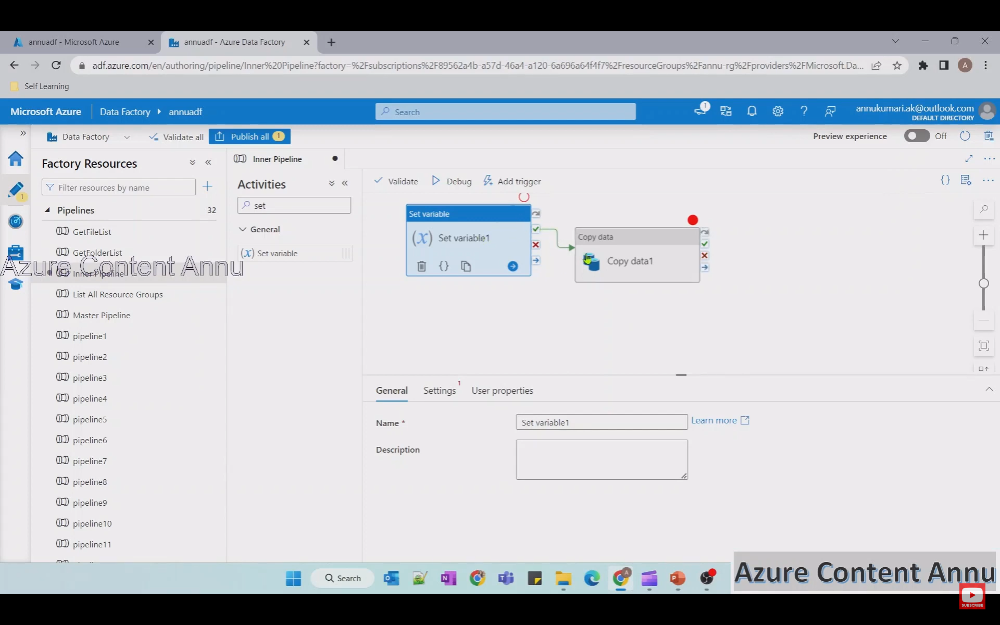 annuadf - Microsoft Azure
annuadf - Azure Data Factory
adf.azure.com/en/authoring/pipeline/Inner%20Pipeline?factory=%2Fsubscriptions%2F89562a4b-a57d-46a4-a120-6a696a64f4f7%2FresourceGroups%2Fannu-rg%2Fproviders%2FMicrosoft.Da...
A
Self Learning
Microsoft Azure
Data Factory
annuadf
Search
1
annukumari.ak@outlook.com
DEFAULT DIRECTORY
Data Factory
Validate all
Publish all 1
Preview experience
Off
Factory Resources
Filter resources by name
1
Pipelines 32
GetFileList
GetFolderList
Azure Content Annu
Inner Pipeline
List All Resource Groups
Master Pipeline
pipeline1
pipeline2
pipeline3
pipeline4
pipeline5
pipeline6
pipeline7
pipeline8
pipeline9
pipeline10
pipeline11
Inner Pipeline
Activities
set
General
(x) Set variable
Validate
Debug
Add trigger
Set variable
(x) Set variable1
Copy data
Copy data1
General
Settings 1
User properties
Name *
Set variable1
Learn more
Description
Search
A
Azure Content Annu
SUBSCRIBE